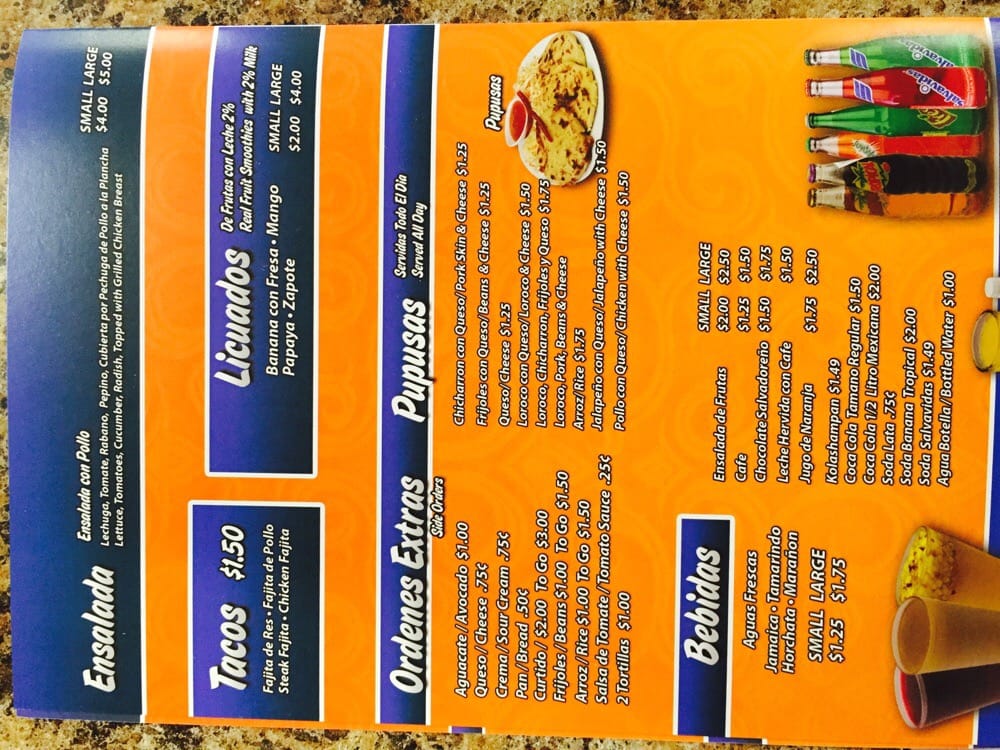 Ensalada
Ensalada con Pollo
SMALL LARGE
Lechuga, Tomate, Rabano, Pepino, Cubierta por Pechuga de Pollo a la Plancha $4.00 $5.00
Lettuce, Tomatoes, Cucumber, Radish, Topped with Grilled Chicken Breast
Tacos $1.50
Fajita de Res • Fajita de Pollo
Steak Fajita • Chicken Fajita
Licuados
De Frutas con Leche 2%
Real Fruit Smoothies with 2% Milk
Banana con Fresa • Mango
Papaya • Zapote
SMALL LARGE
$2.00 $4.00
Ordenes Extras
Side Orders
Aguacate / Avocado $1.00
Queso / Cheese .75¢
Crema / Sour Cream .75¢
Pan / Bread .50¢
Curtido / $2.00 To Go $3.00
Frijoles / Beans $1.00 To Go $1.50
Arroz / Rice $1.00 To Go $1.50
Salsa de Tomate / Tomato Sauce .25¢
2 Tortillas $1.00
Pupusas
Servidas Todo El Dia
Served All Day
Pupusas
Chicharron con Queso/Pork Skin & Cheese $1.25
Frijoles con Queso/Beans & Cheese $1.25
Queso/Cheese $1.25
Loroco con Queso/Loroco & Cheese $1.50
Loroco, Chicharron, Frijoles y Queso $1.75
Loroco, Pork, Beans & Cheese
Arroz/Rice $1.75
Jalapeño con Queso/Jalapeño with Cheese $1.50
Pollo con Queso/Chicken with Cheese $1.50
Bebidas
Aguas Frescas
Jamaica • Tamarindo
Horchata • Marañon
SMALL LARGE
$1.25 $1.75
SMALL LARGE
Ensalada de Frutas $2.00 $2.50
Cafe $1.25 $1.50
Chocolate Salvadoreño $1.50 $1.75
Leche Hervida con Cafe $1.50
Jugo de Naranja $1.75 $2.50
Kolashampan $1.49
Coca Cola Tamano Regular $1.50
Coca Cola 1/2 Litro Mexicana $2.00
Soda Lata .75¢
Soda Banana Tropical $2.00
Soda Salvavidas $1.49
Agua Botella / Bottled Water $1.00
Salvavidas
Salvavidas